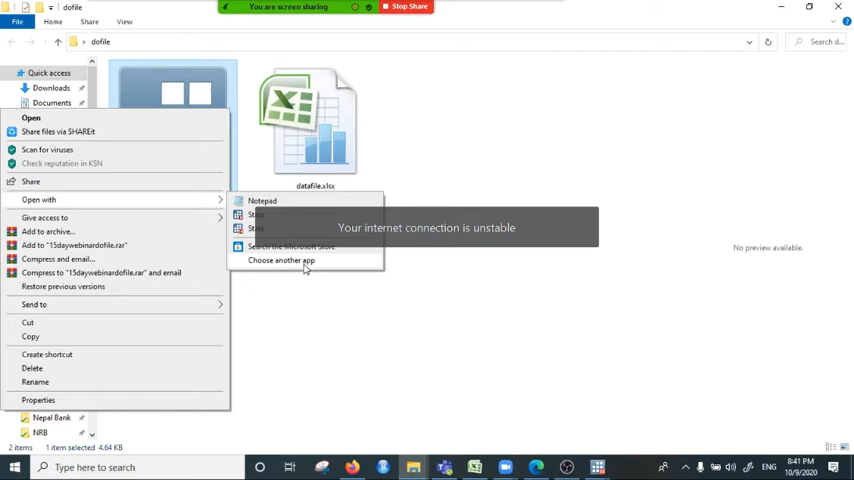 You are screen sharing
Stop Share
dofile
File
Home
Share
View
dofile
Search d...
Quick access
Downloads
Documents
datafile.xlsx
Open
Share files via SHAREit
Scan for viruses
Check reputation in KSN
Share
Open with
Give access to
Add to archive...
Add to "15daywebinardofile.rar"
Compress and email...
Compress to "15daywebinardofile.rar" and email
Restore previous versions
Send to
Cut
Copy
Create shortcut
Delete
Rename
Properties
Notepad
Search the Microsoft Store
Choose another app
Your internet connection is unstable
No preview available.
Nepal Bank
NRB
2 items
1 item selected 4.64 KB
Type here to search
ENG
8:41 PM
10/9/2020